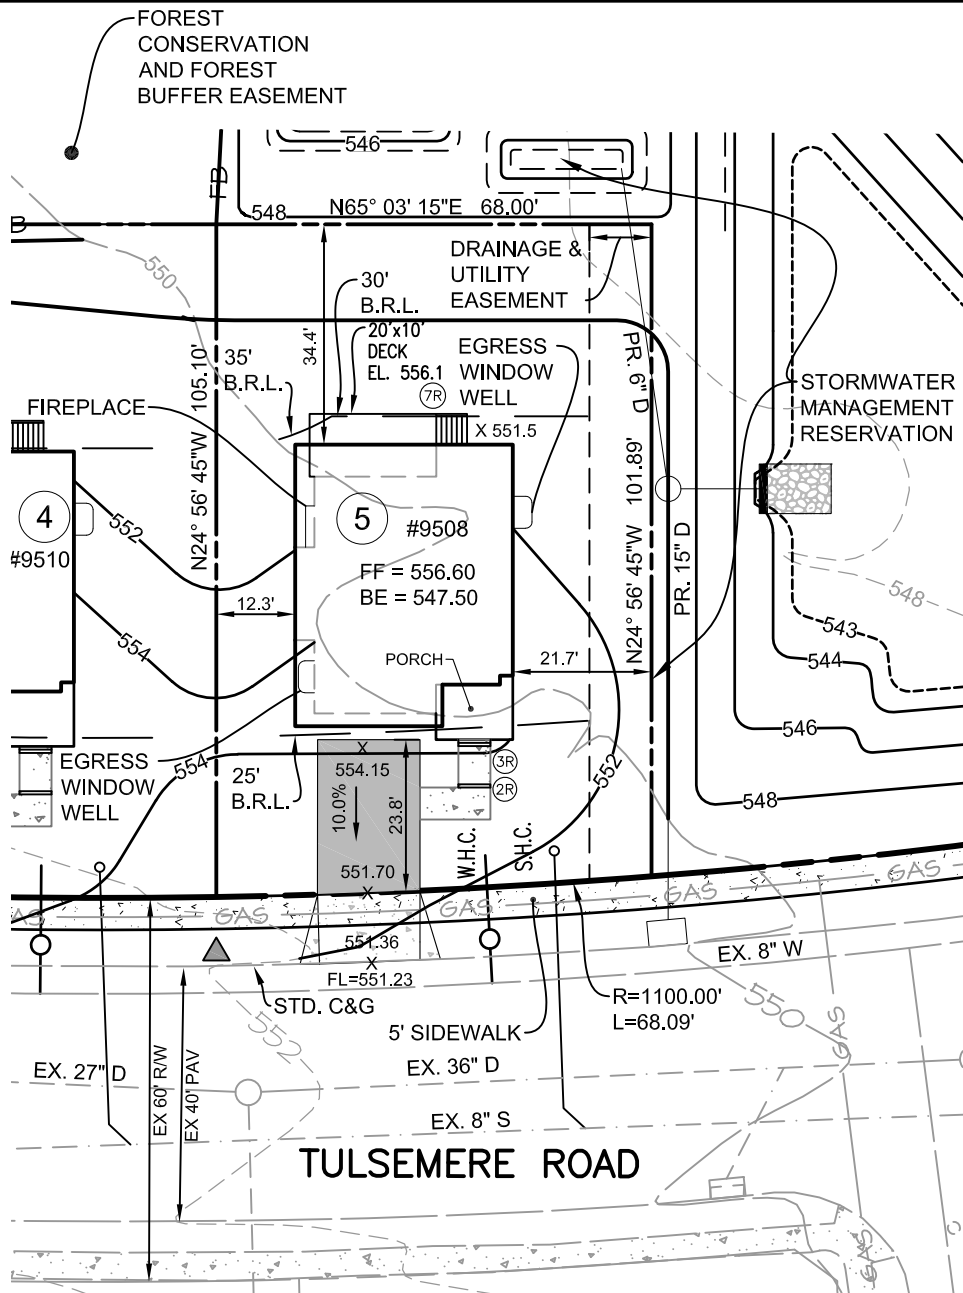 FOREST
CONSERVATION
AND FOREST
BUFFER EASEMENT
546
FB
B
548
N65° 03' 15"E 68.00'
DRAINAGE &
UTILITY
EASEMENT
550
30'
B.R.L.
34.4'
20'x10'
DECK
EL. 556.1
7R
35'
B.R.L.
EGRESS
WINDOW
WELL
PR. 6" D
N24° 56' 45"W 105.10'
FIREPLACE
X 551.5
STORMWATER
MANAGEMENT
RESERVATION
4
#9510
552
5
#9508
FF = 556.60
BE = 547.50
N24° 56' 45"W 101.89'
PR. 15" D
548
543
544
546
548
12.3'
554
PORCH
21.7'
EGRESS
WINDOW
WELL
554
25'
B.R.L.
X
554.15
10.0%
23.8'
551.70
X
3R
2R
552
W.H.C.
S.H.C.
GAS
GAS
GAS
GAS
GAS
GAS
551.36
X
FL=551.23
STD. C&G
5' SIDEWALK
R=1100.00'
L=68.09'
EX. 8" W
550
552
GAS
EX. 27" D
EX 60' R/W
EX 40' PAV
EX. 36" D
EX. 8" S
TULSEMERE ROAD
GAS